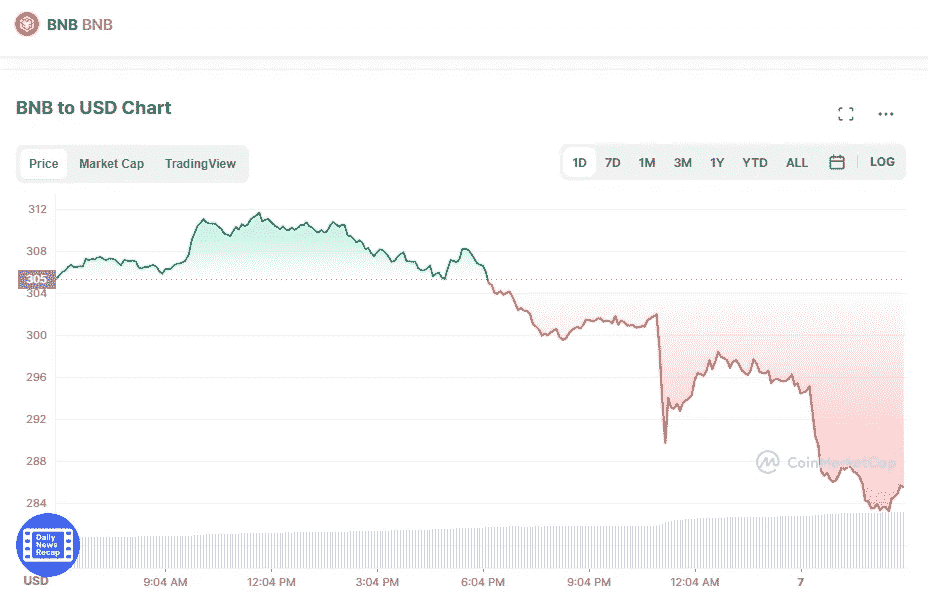 BNB BNB
BNB to USD Chart
Price Market Cap TradingView
1D 7D 1M 3M 1Y YTD ALL LOG
312
308
305
304
300
296
292
288
CoinMarketCap
284
Daily
News
Recap
USD
9:04 AM 12:04 PM 3:04 PM 6:04 PM 9:04 PM 12:04 AM 7